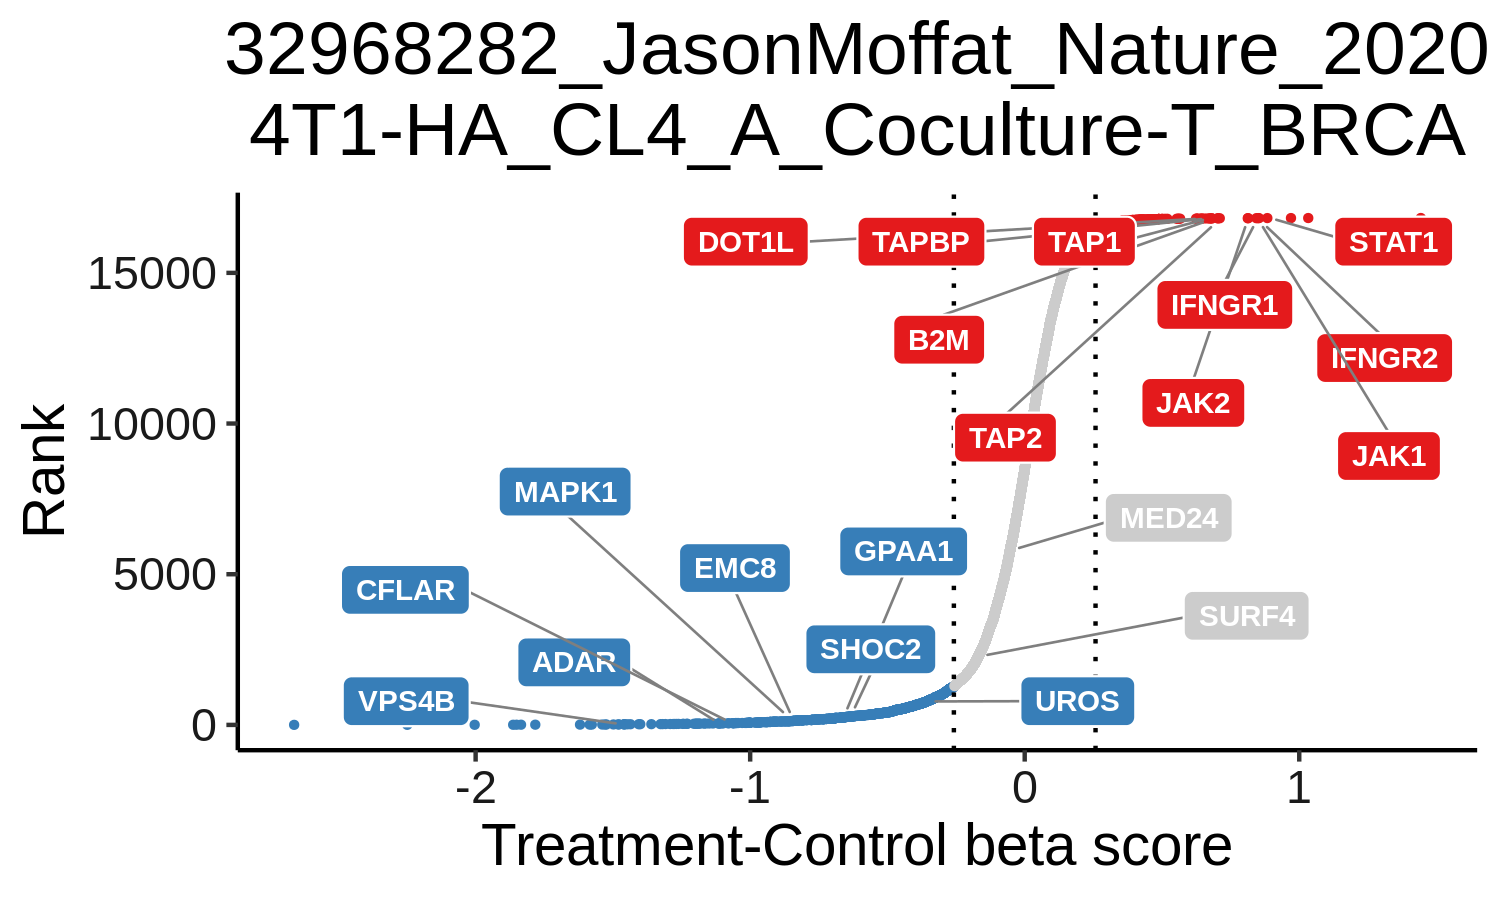 32968282_JasonMoffat_Nature_2020
4T1-HA_CL4_A_Coculture-T_BRCA
Rank
15000
10000
5000
0
DOT1L
TAPBP
TAP1
STAT1
B2M
IFNGR1
IFNGR2
JAK2
TAP2
JAK1
MAPK1
MED24
GPAA1
EMC8
CFLAR
SURF4
SHOC2
ADAR
VPS4B
UROS
-2
-1
0
1
Treatment-Control beta score